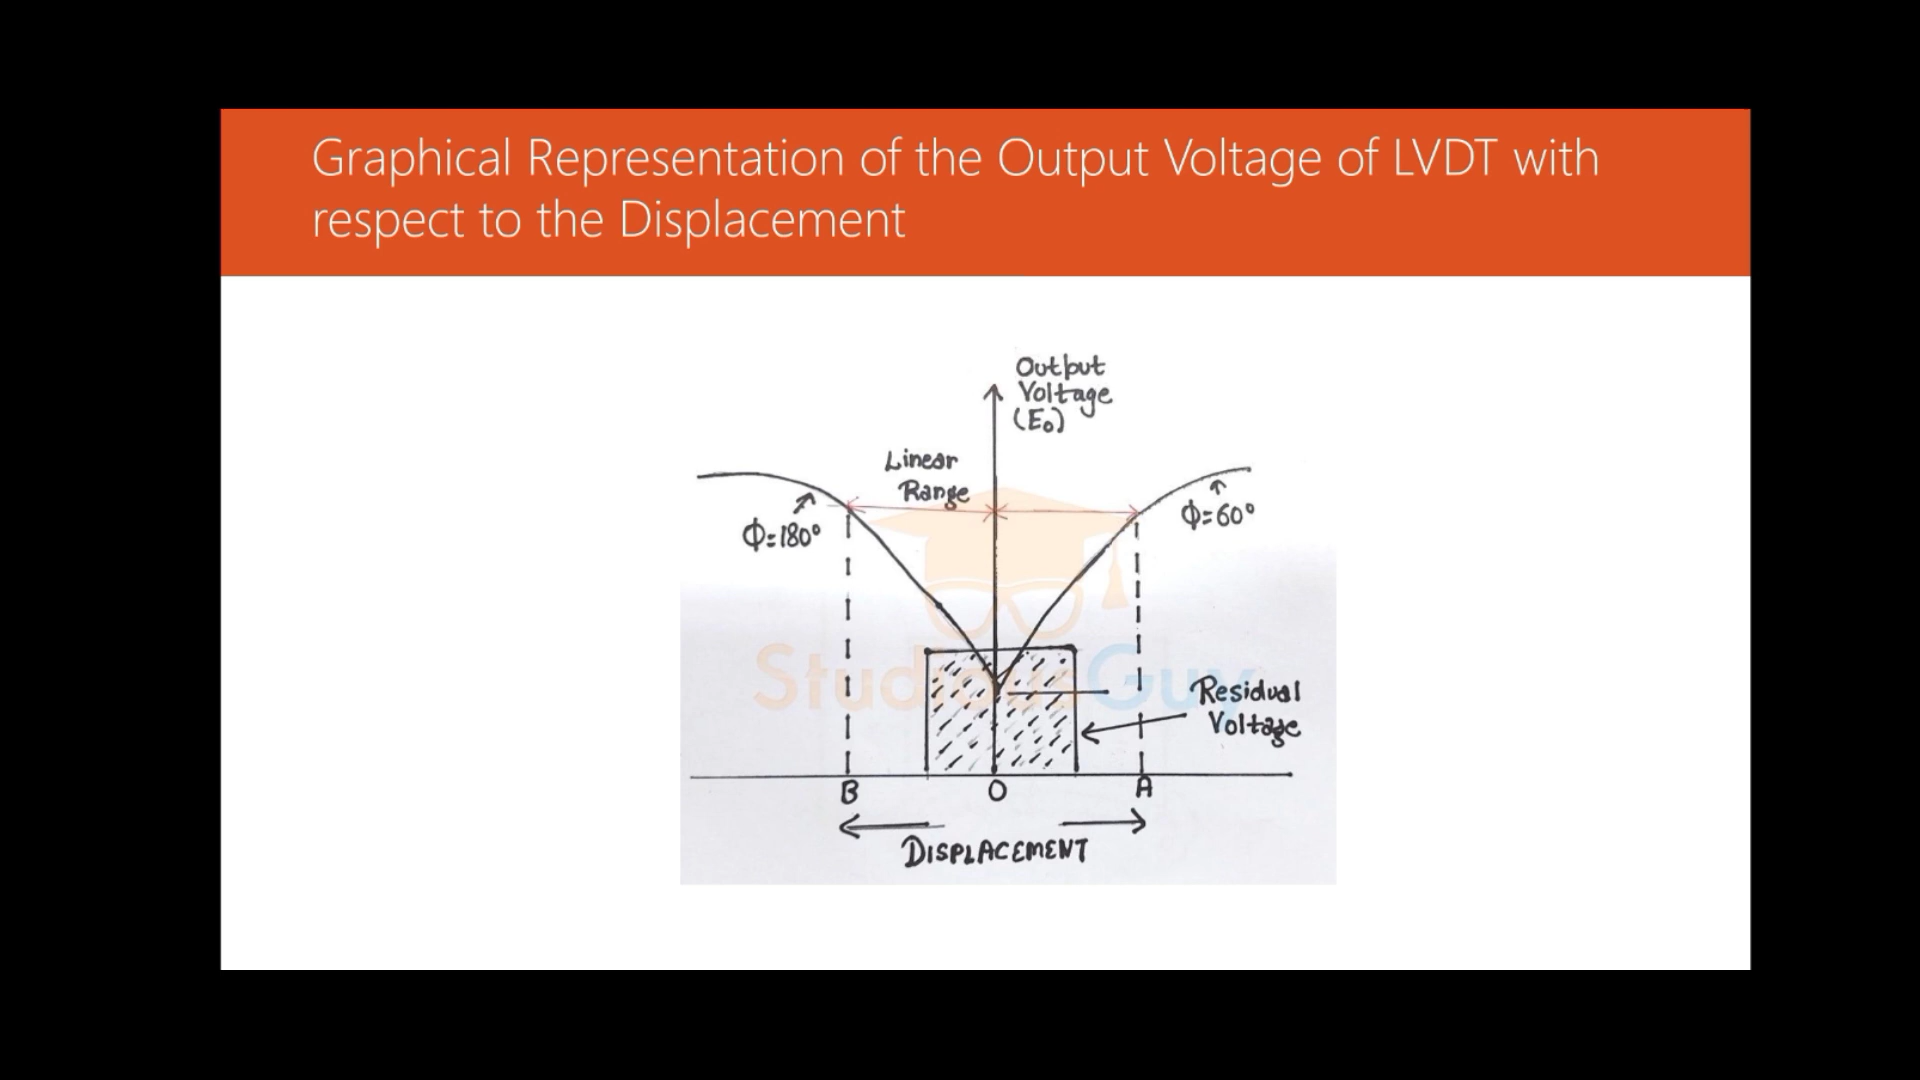 Graphical Representation of the Output Voltage of LVDT with
respect to the Displacement
Output
Voltage
(E₀)
Linear
Range
Φ=180°
Φ=60°
StudiousGuy
Residual
Voltage
B
O
A
DISPLACEMENT